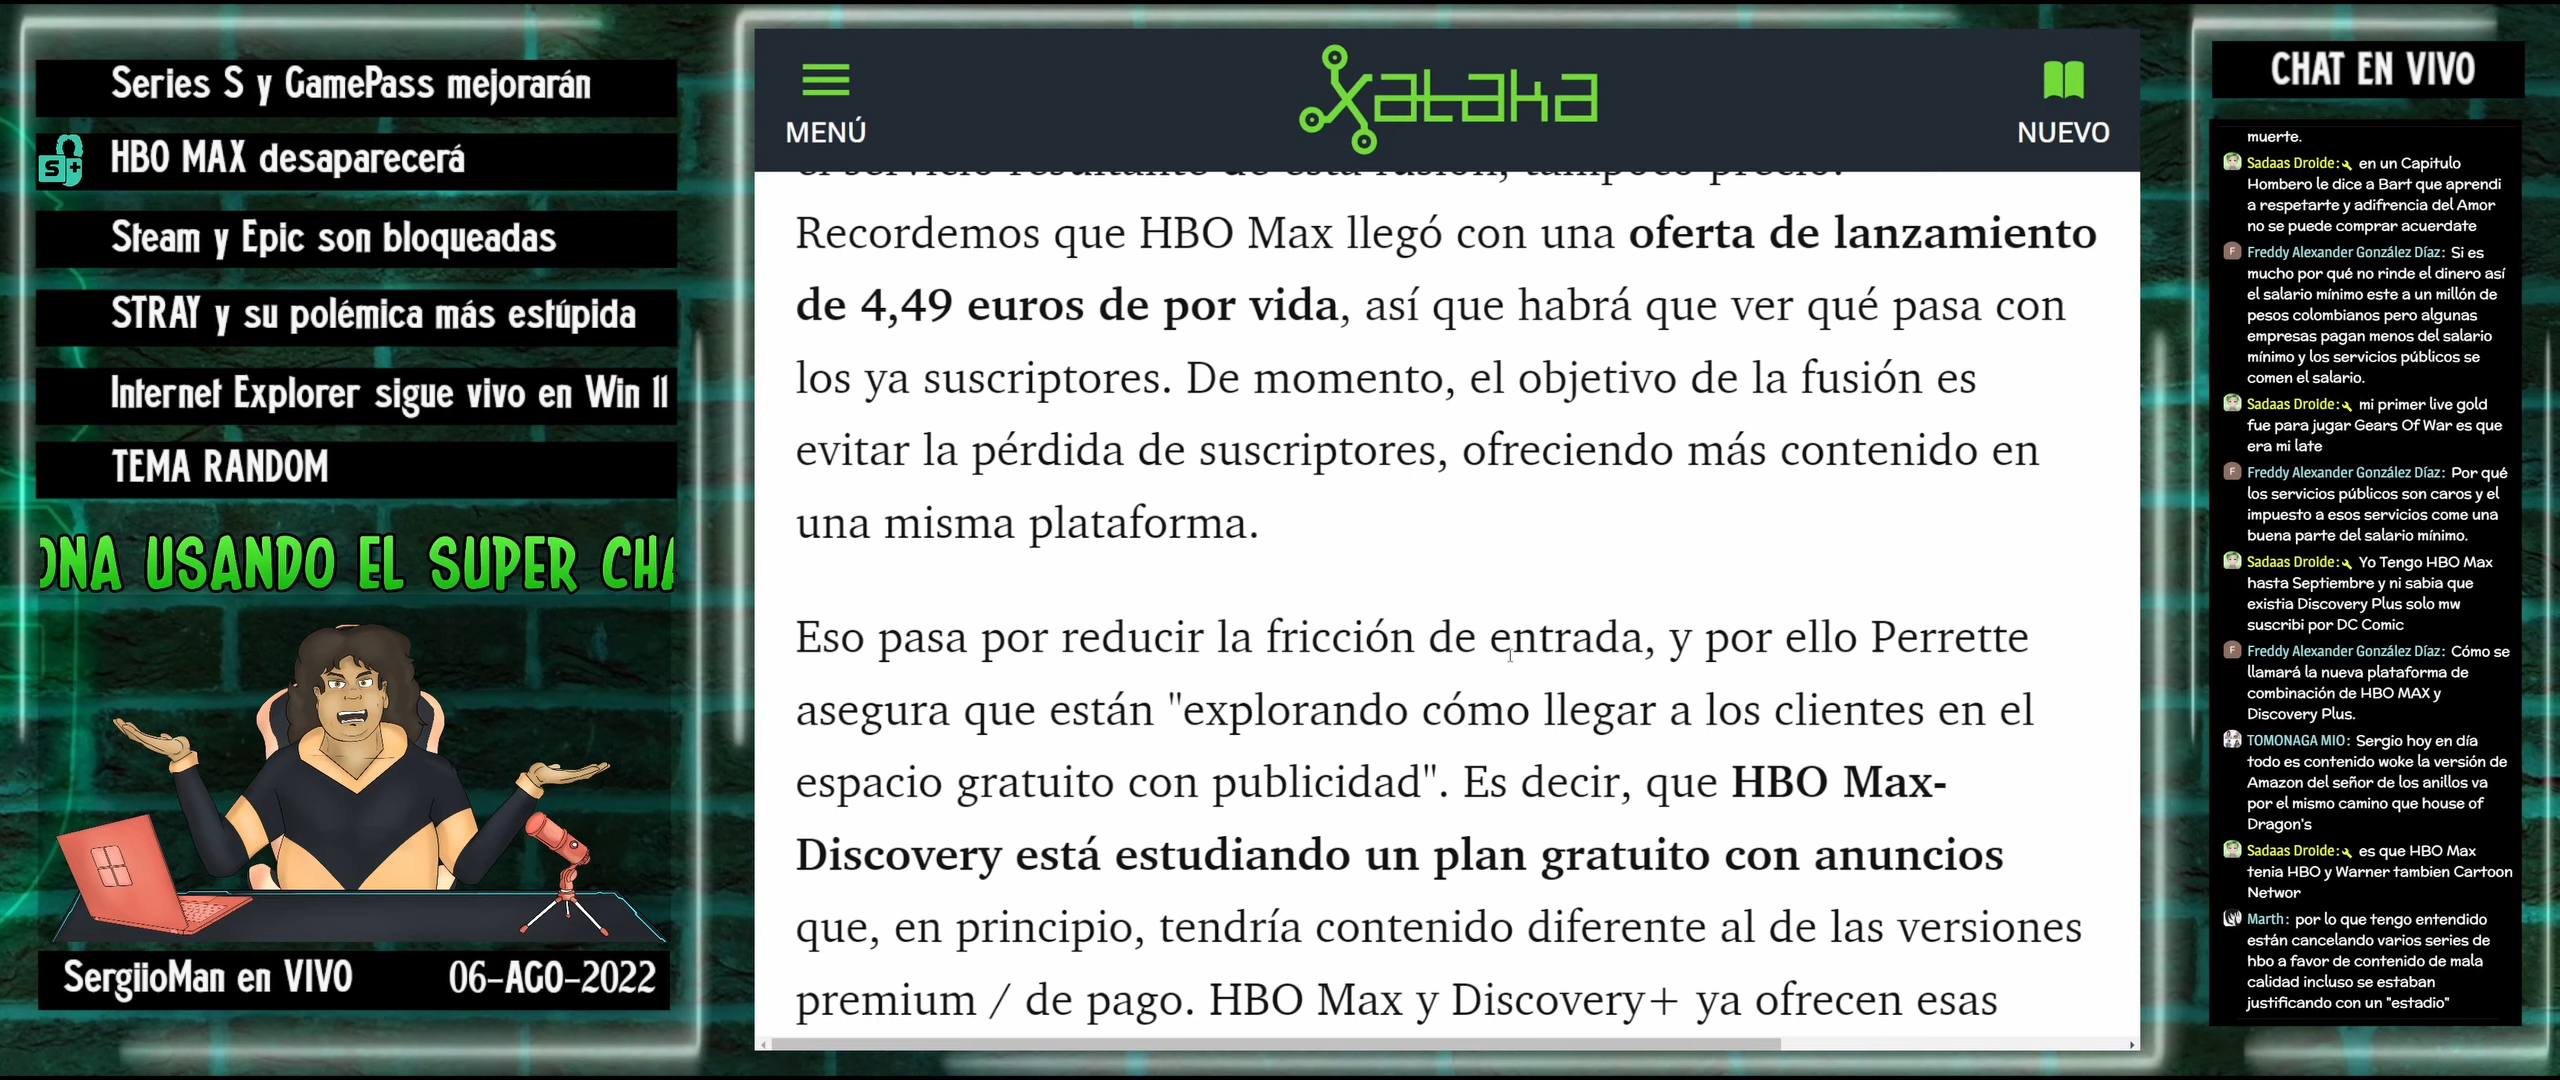 Series S y GamePass mejorarán
HBO MAX desaparecerá
Steam y Epic son bloqueadas
STRAY y su polémica más estúpida
Internet Explorer sigue vivo en Win 11
TEMA RANDOM
ONA USANDO EL SUPER CHA
SergiioMan en VIVO
06-AGO-2022
MENÚ
xataka
NUEVO
el servicio resultante de esta fusión, tampoco precio.
Recordemos que HBO Max llegó con una oferta de lanzamiento
de 4,49 euros de por vida, así que habrá que ver qué pasa con
los ya suscriptores. De momento, el objetivo de la fusión es
evitar la pérdida de suscriptores, ofreciendo más contenido en
una misma plataforma.
Eso pasa por reducir la fricción de entrada, y por ello Perrette
asegura que están "explorando cómo llegar a los clientes en el
espacio gratuito con publicidad". Es decir, que HBO Max-
Discovery está estudiando un plan gratuito con anuncios
que, en principio, tendría contenido diferente al de las versiones
premium / de pago. HBO Max y Discovery+ ya ofrecen esas
CHAT EN VIVO
muerte.
Sadaas Droide: en un Capitulo
Hombero le dice a Bart que aprendi
a respetarte y adifrencia del Amor
no se puede comprar acuerdate
F Freddy Alexander González Díaz: Si es
mucho por qué no rinde el dinero así
el salario mínimo este a un millón de
pesos colombianos pero algunas
empresas pagan menos del salario
mínimo y los servicios públicos se
comen el salario.
Sadaas Droide: mi primer live gold
fue para jugar Gears Of War es que
era mi late
F Freddy Alexander González Díaz: Por qué
los servicios públicos son caros y el
impuesto a esos servicios come una
buena parte del salario mínimo.
Sadaas Droide: Yo Tengo HBO Max
hasta Septiembre y ni sabia que
existia Discovery Plus solo mw
suscribi por DC Comic
F Freddy Alexander González Díaz: Cómo se
llamará la nueva plataforma de
combinación de HBO MAX y
Discovery Plus.
TOMONAGA MIO: Sergio hoy en día
todo es contenido woke la versión de
Amazon del señor de los anillos va
por el mismo camino que house of
Dragon's
Sadaas Droide: es que HBO Max
tenia HBO y Warner tambien Cartoon
Networ
Marth: por lo que tengo entendido
están cancelando varios series de
hbo a favor de contenido de mala
calidad incluso se estaban
justificando con un "estadio"